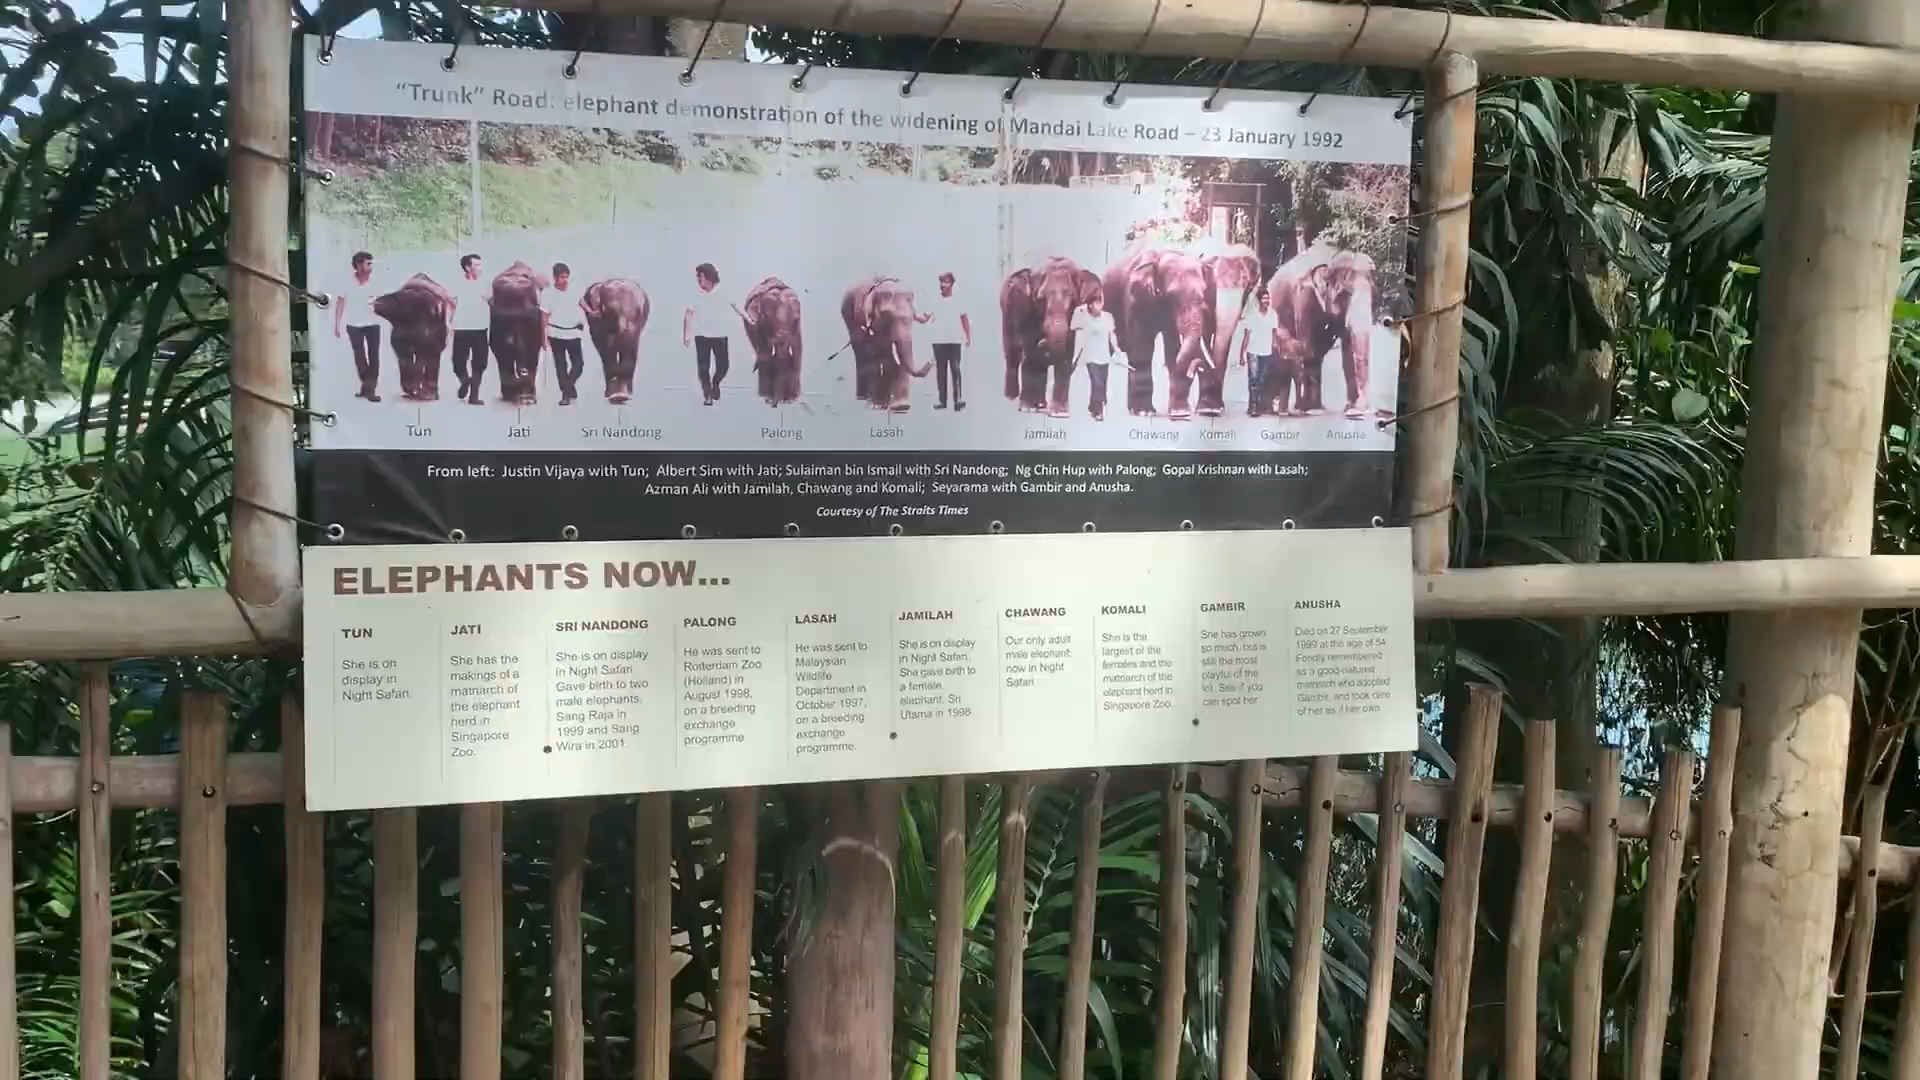 "Trunk" Road: elephant demonstration of the widening of Mandai Lake Road – 23 January 1992
Tun
Jati
Sri Nandong
Palong
Lasah
Jamilah
Chawang
Komali
Gambir
Anusha
From left: Justin Vijaya with Tun; Albert Sim with Jati; Sulaiman bin Ismail with Sri Nandong; Ng Chin Hup with Palong; Gopal Krishnan with Lasah;
Azman Ali with Jamilah, Chawang and Komali; Seyarama with Gambir and Anusha.
Courtesy of The Straits Times
ELEPHANTS NOW...
TUN
She is on
display in
Night Safari.
JATI
She has the
makings of a
matriarch of
the elephant
herd in
Singapore
Zoo.
SRI NANDONG
She is on display
in Night Safari.
Gave birth to two
male elephants,
Sang Raja in
1999 and Sang
Wira in 2001.
PALONG
He was sent to
Rotterdam Zoo
(Holland) in
August 1998,
on a breeding
exchange
programme.
LASAH
He was sent to
Malaysian
Wildlife
Department in
October 1997,
on a breeding
exchange
programme.
JAMILAH
She is on display
in Night Safari.
She gave birth to
a female
elephant, Sri
Utama in 1998.
CHAWANG
Our only adult
male elephant,
now in Night
Safari.
KOMALI
She is the
largest of the
females and the
matriarch of the
elephant herd in
Singapore Zoo.
GAMBIR
She has grown
so much, but is
still the most
playful of the
lot. See if you
can spot her.
ANUSHA
Died on 27 September
1999 at the age of 54.
Fondly remembered
as a good-natured
matriarch who adopted
Gambir, and took care
of her as if her own.